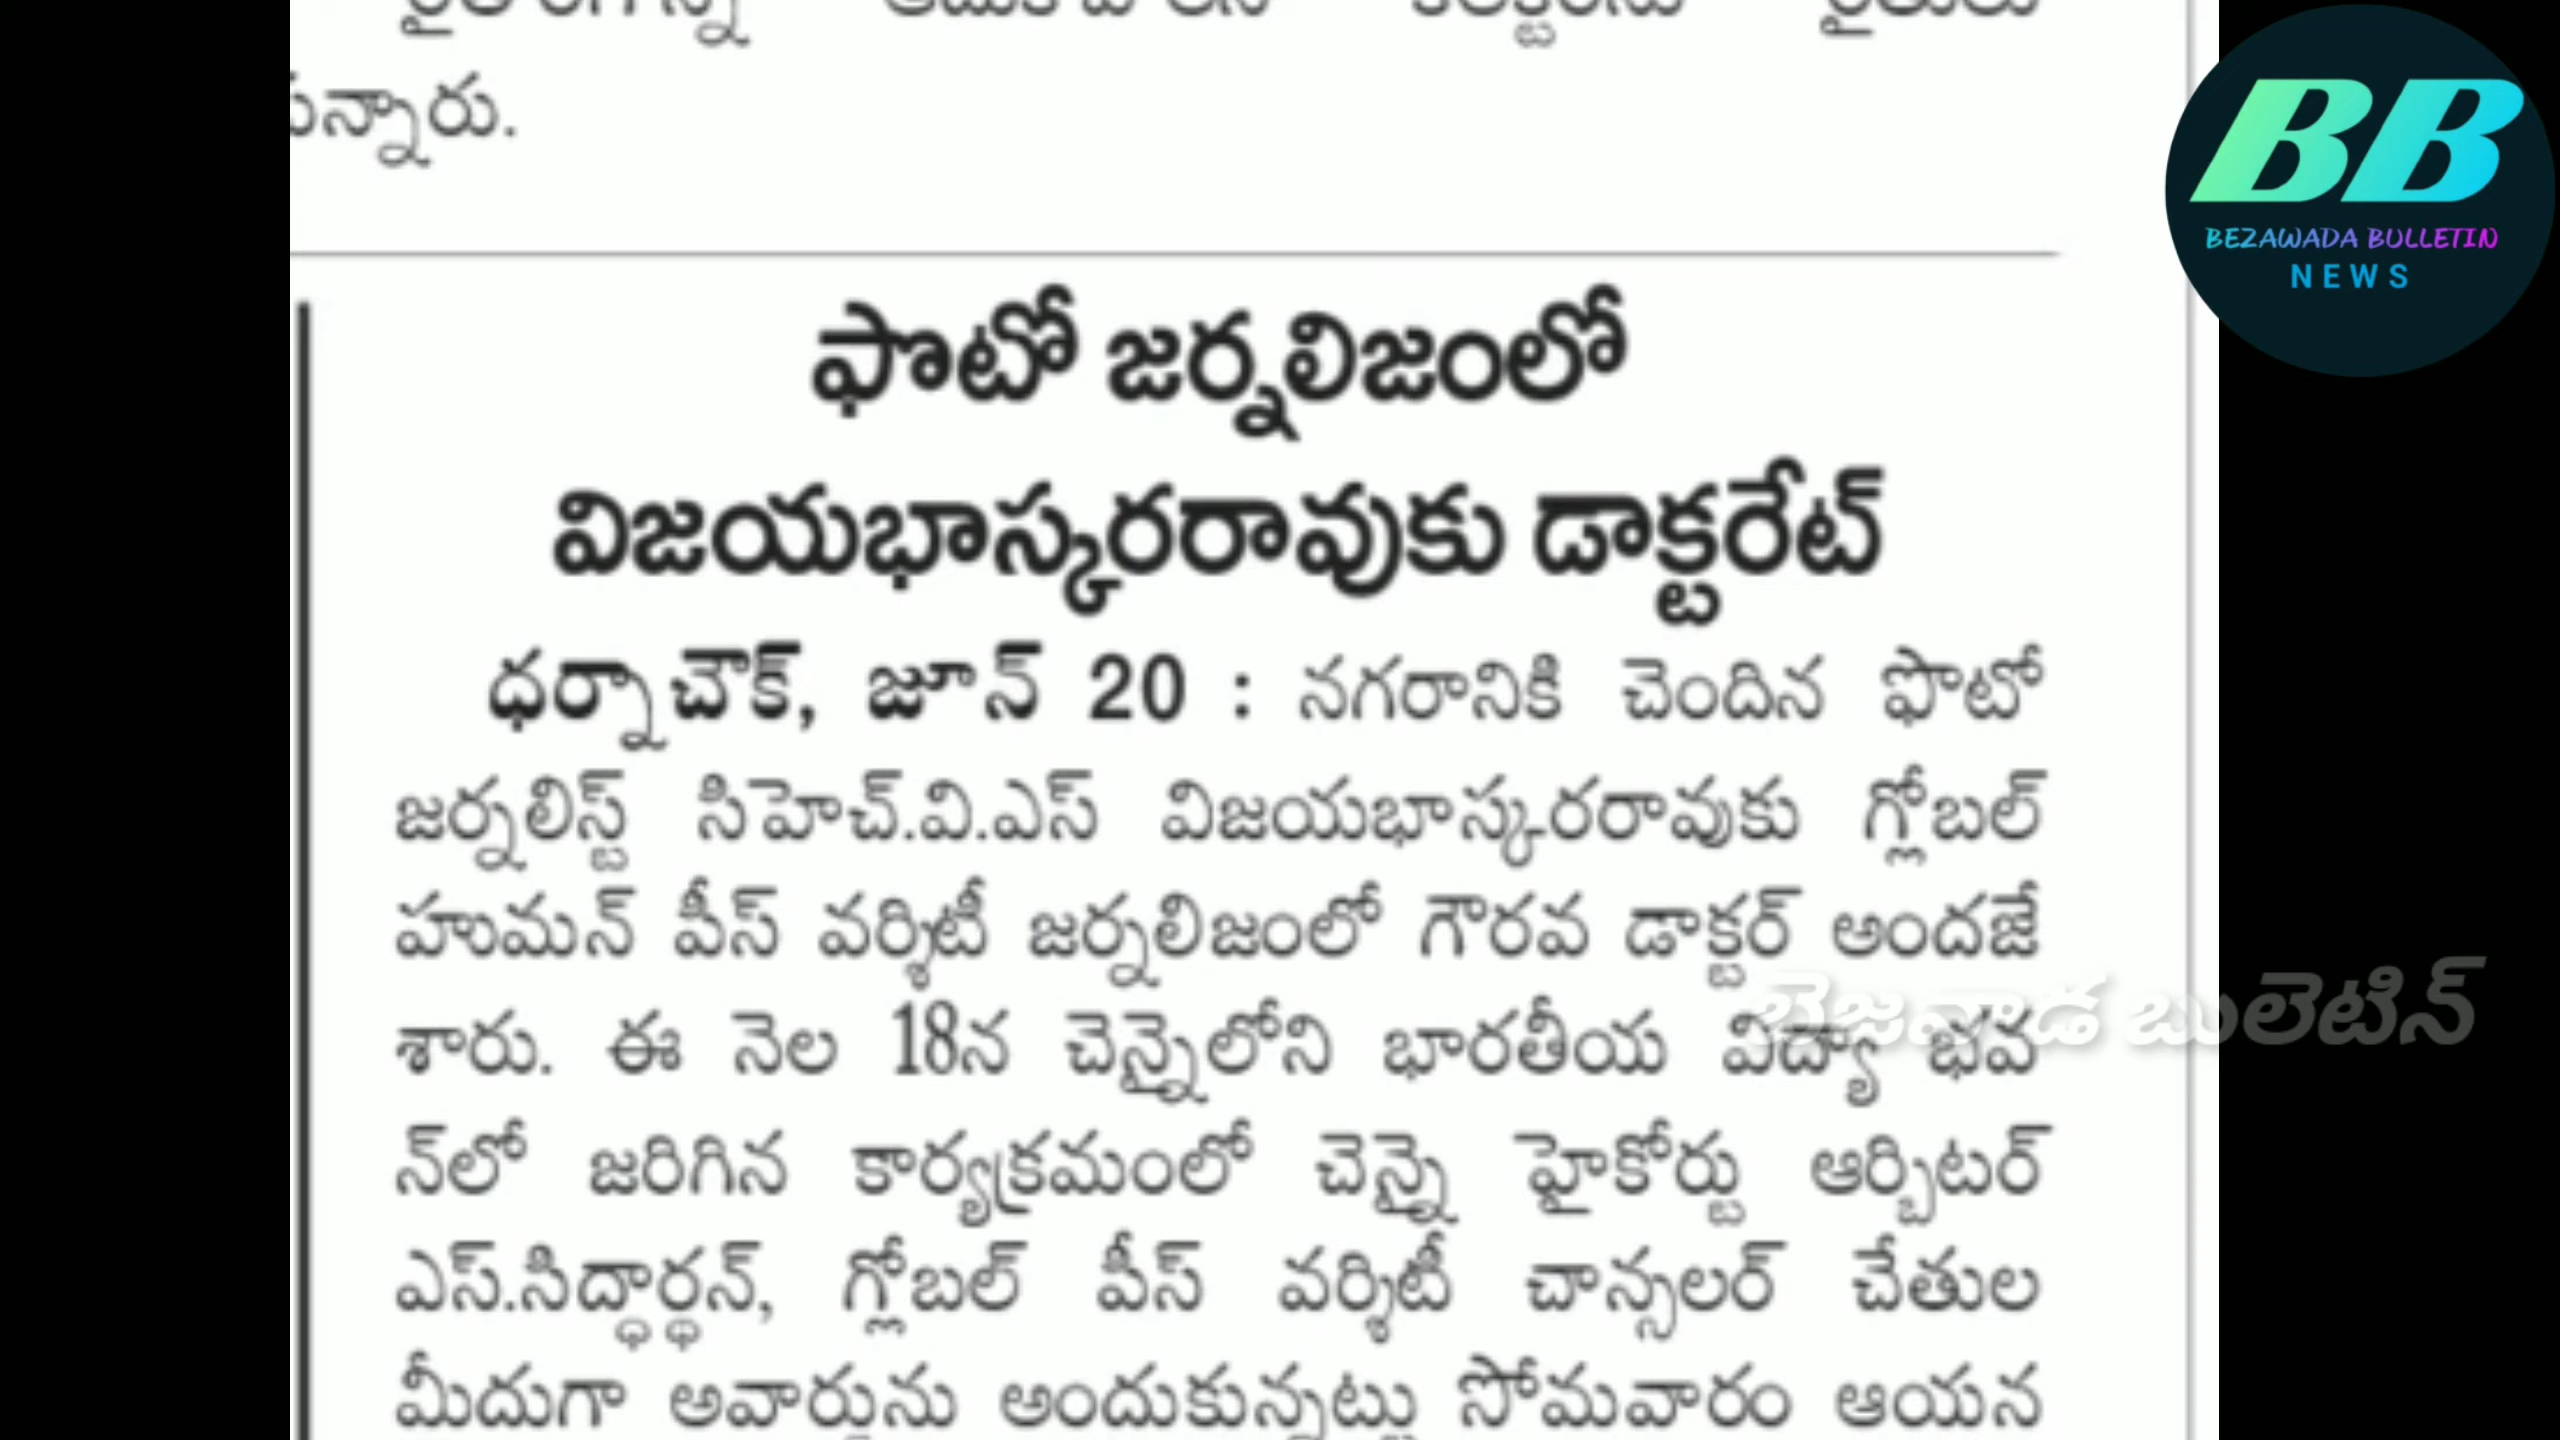 BB
BEZAWADA BULLETIN
NEWS
ఫొటో జర్నలిజంలో
విజయభాస్కరరావుకు డాక్టరేట్
ధర్నాచౌక్, జూన్ 20 : నగరానికి చెందిన ఫొటో
జర్నలిస్ట్ సిహెచ్.వి.ఎస్ విజయభాస్కరరావుకు గ్లోబల్
హుమన్ పీస్ వర్శిటీ జర్నలిజంలో గౌరవ డాక్టర్ అందజే
శారు. ఈ నెల 18న చెన్నైలోని భారతీయ విద్యా భవ
న్‌లో జరిగిన కార్యక్రమంలో చెన్నై హైకోర్టు ఆర్బిటర్
ఎస్.సిద్ధార్థన్, గ్లోబల్ పీస్ వర్శిటీ చాన్సలర్ చేతుల
మీదుగా అవార్డును అందుకున్నట్టు సోమవారం ఆయన
బెజవాడ బులెటిన్